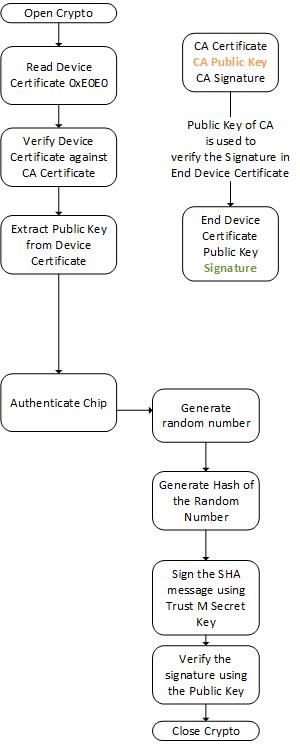 Open Crypto
Read Device
Certificate 0xE0E0
Verify Device
Certificate against
CA Certificate
Extract Public Key
from Device
Certificate
Authenticate Chip
CA Certificate
CA Public Key
CA Signature
Public Key of CA
is used to
verify the Signature in
End Device Certificate
End Device
Certificate
Public Key
Signature
Generate
random number
Generate Hash of
the Random
Number
Sign the SHA
message using
Trust M Secret
Key
Verify the
signature using
the Public Key
Close Crypto